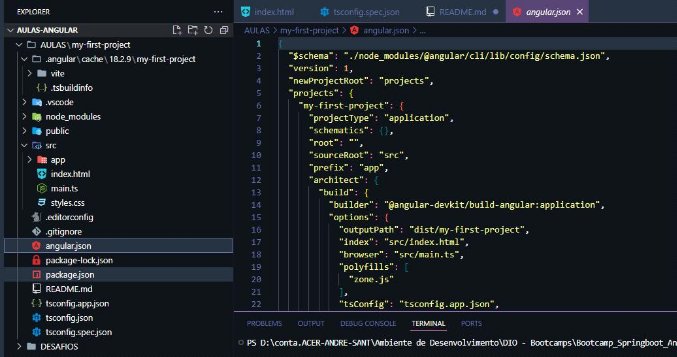 EXPLORER
AULAS-ANGULAR
AULAS\my-first-project
.angular\cache\18.2.9\my-first-project
vite
.tsbuildinfo
.vscode
node_modules
public
src
app
index.html
main.ts
styles.css
.editorconfig
.gitignore
angular.json
package-lock.json
package.json
README.md
tsconfig.app.json
tsconfig.json
tsconfig.spec.json
DESAFIOS
index.html
tsconfig.spec.json
README.md
angular.json
AULAS > my-first-project > angular.json > ...
1 {
2 "$schema": "./node_modules/@angular/cli/lib/config/schema.json",
3 "version": 1,
4 "newProjectRoot": "projects",
5 "projects": {
6 "my-first-project": {
7 "projectType": "application",
8 "schematics": {},
9 "root": "",
10 "sourceRoot": "src",
11 "prefix": "app",
12 "architect": {
13 "build": {
14 "builder": "@angular-devkit/build-angular:application",
15 "options": {
16 "outputPath": "dist/my-first-project",
17 "index": "src/index.html",
18 "browser": "src/main.ts",
19 "polyfills": [
20 "zone.js"
21 ],
22 "tsConfig": "tsconfig.app.json",
PROBLEMS OUTPUT DEBUG CONSOLE TERMINAL PORTS
PS D:\conta.ACER-ANDRE-SANT\Ambiente de Desenvolvimento\DIO - Bootcamps\Bootcamp_Springboot_An